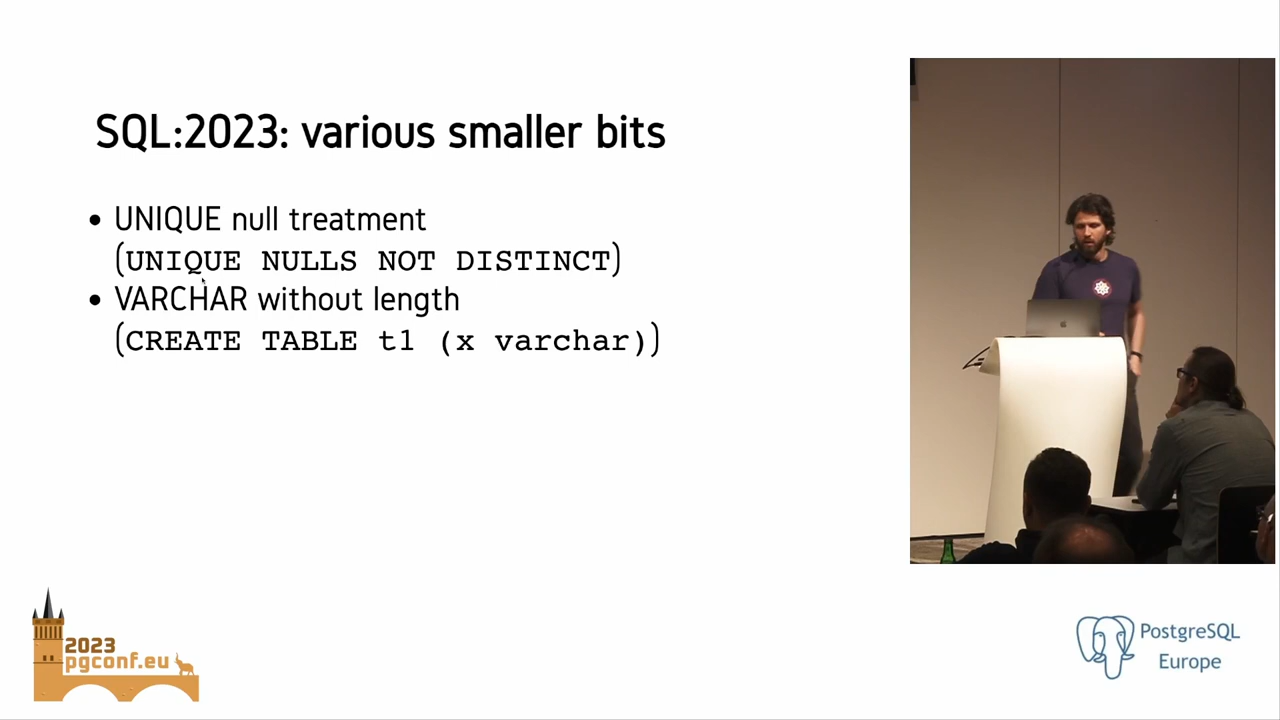 SQL:2023: various smaller bits
• UNIQUE null treatment
(UNIQUE NULLS NOT DISTINCT)
• VARCHAR without length
(CREATE TABLE t1 (x varchar))
2023
pgconf.eu
PostgreSQL
Europe